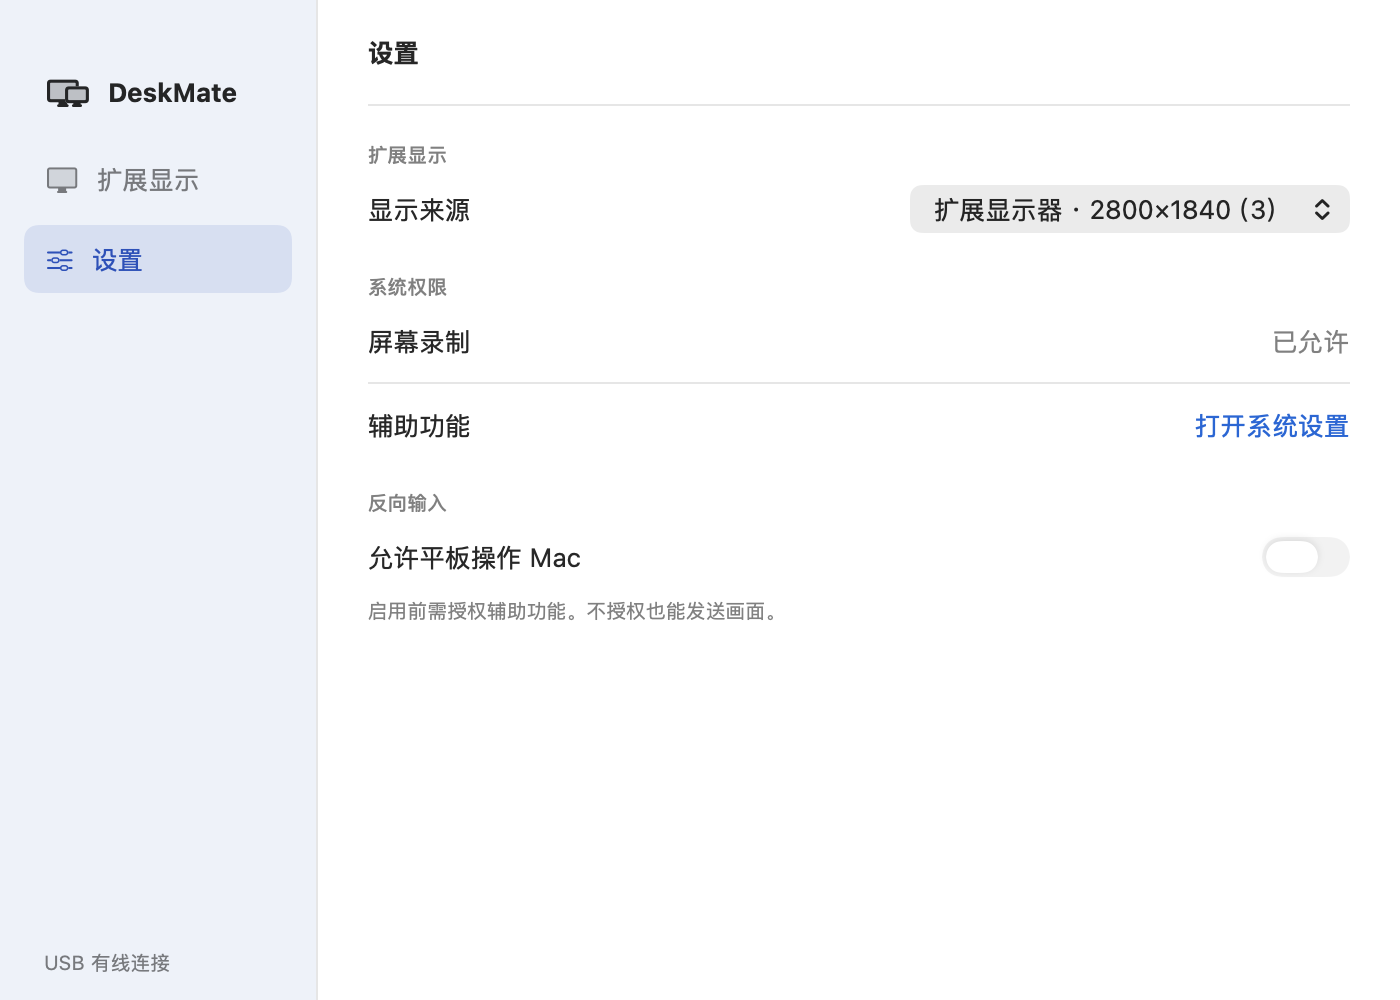 DeskMate
扩展显示
设置
USB 有线连接
设置
扩展显示
显示来源
扩展显示器 · 2800×1840 (3)
系统权限
屏幕录制
已允许
辅助功能
打开系统设置
反向输入
允许平板操作 Mac
启用前需授权辅助功能。不授权也能发送画面。